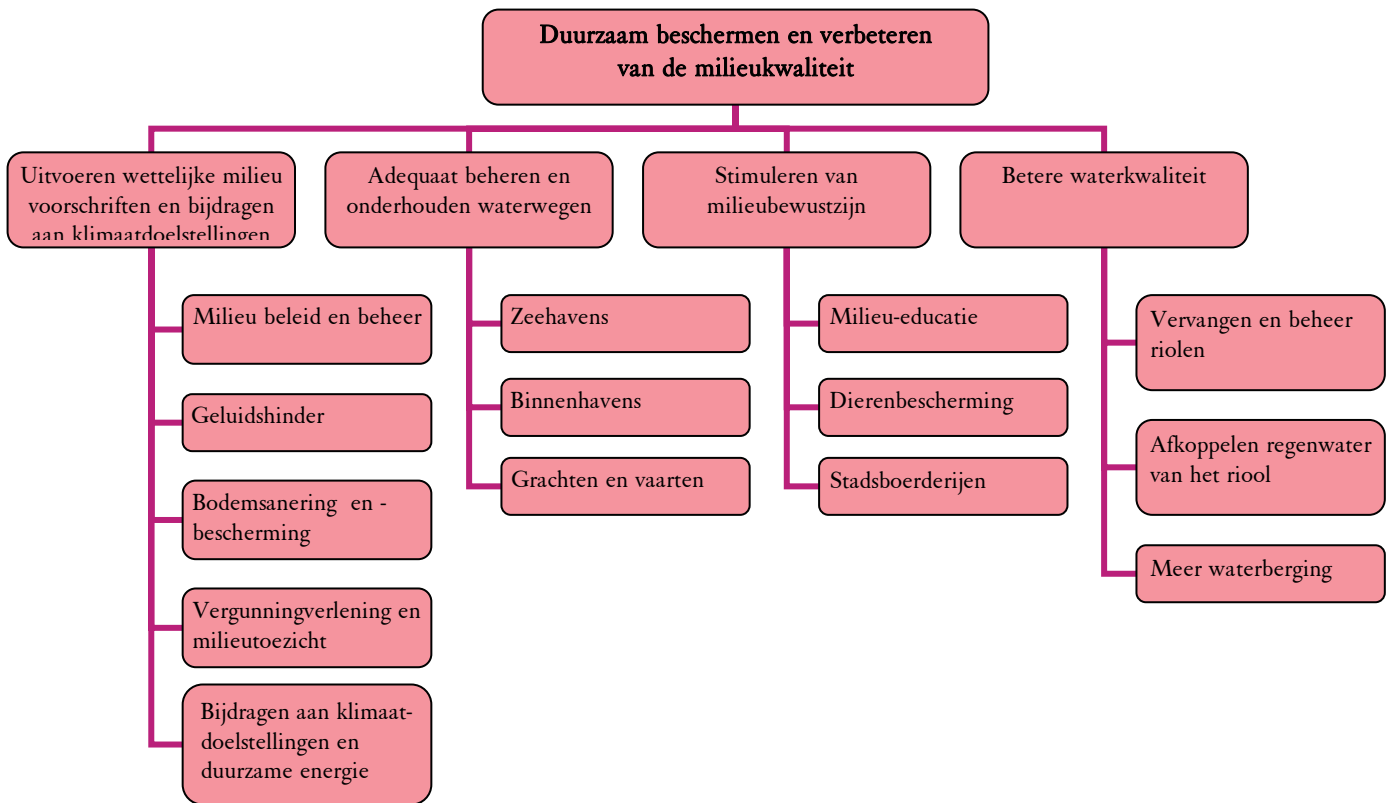 Duurzaam beschermen en verbeteren
van de milieukwaliteit
Uitvoeren wettelijke milieu
voorschriften en bijdragen
aan klimaatdoelstellingen
Adequaat beheren en
onderhouden waterwegen
Stimuleren van
milieubewustzijn
Betere waterkwaliteit
Milieu beleid en beheer
Geluidshinder
Bodemsanering en -
bescherming
Vergunningverlening en
milieutoezicht
Bijdragen aan klimaat-
doelstellingen en
duurzame energie
Zeehavens
Binnenhavens
Grachten en vaarten
Milieu-educatie
Dierenbescherming
Stadsboerderijen
Vervangen en beheer
riolen
Afkoppelen regenwater
van het riool
Meer waterberging